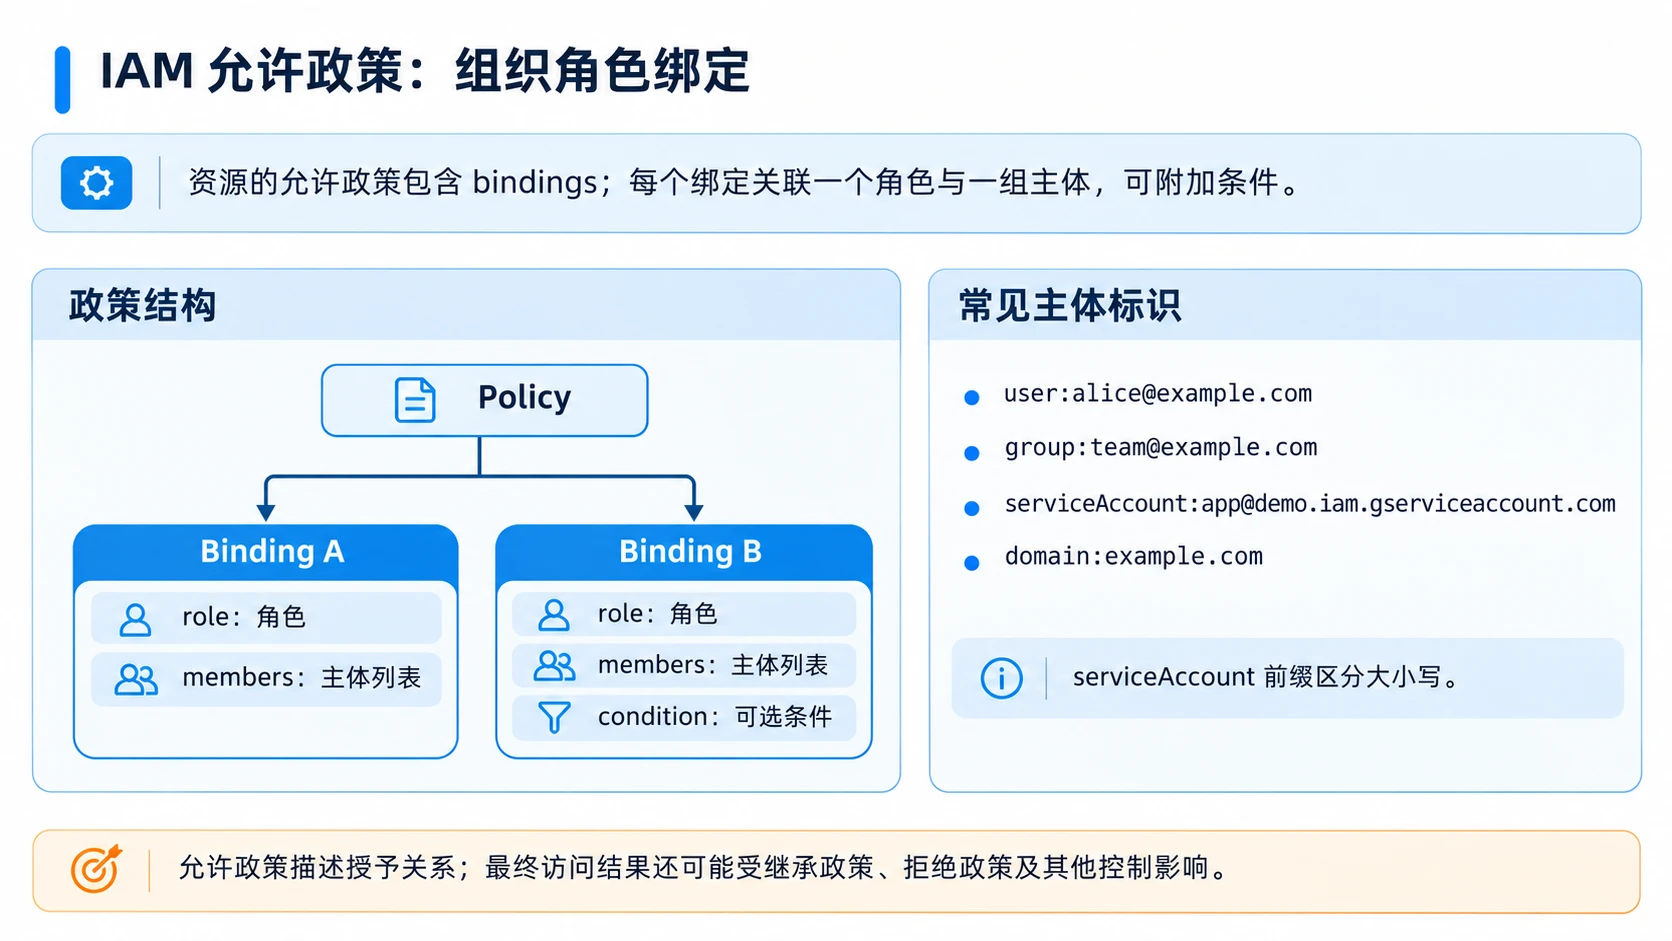 IAM 允许政策：组织角色绑定
资源的允许政策包含 bindings；每个绑定关联一个角色与一组主体，可附加条件。
政策结构
Policy
Binding A
role：角色
members：主体列表
Binding B
role：角色
members：主体列表
condition：可选条件
常见主体标识
user:alice@example.com
group:team@example.com
serviceAccount:app@demo.iam.gserviceaccount.com
domain:example.com
serviceAccount 前缀区分大小写。
允许政策描述授予关系；最终访问结果还可能受继承政策、拒绝政策及其他控制影响。